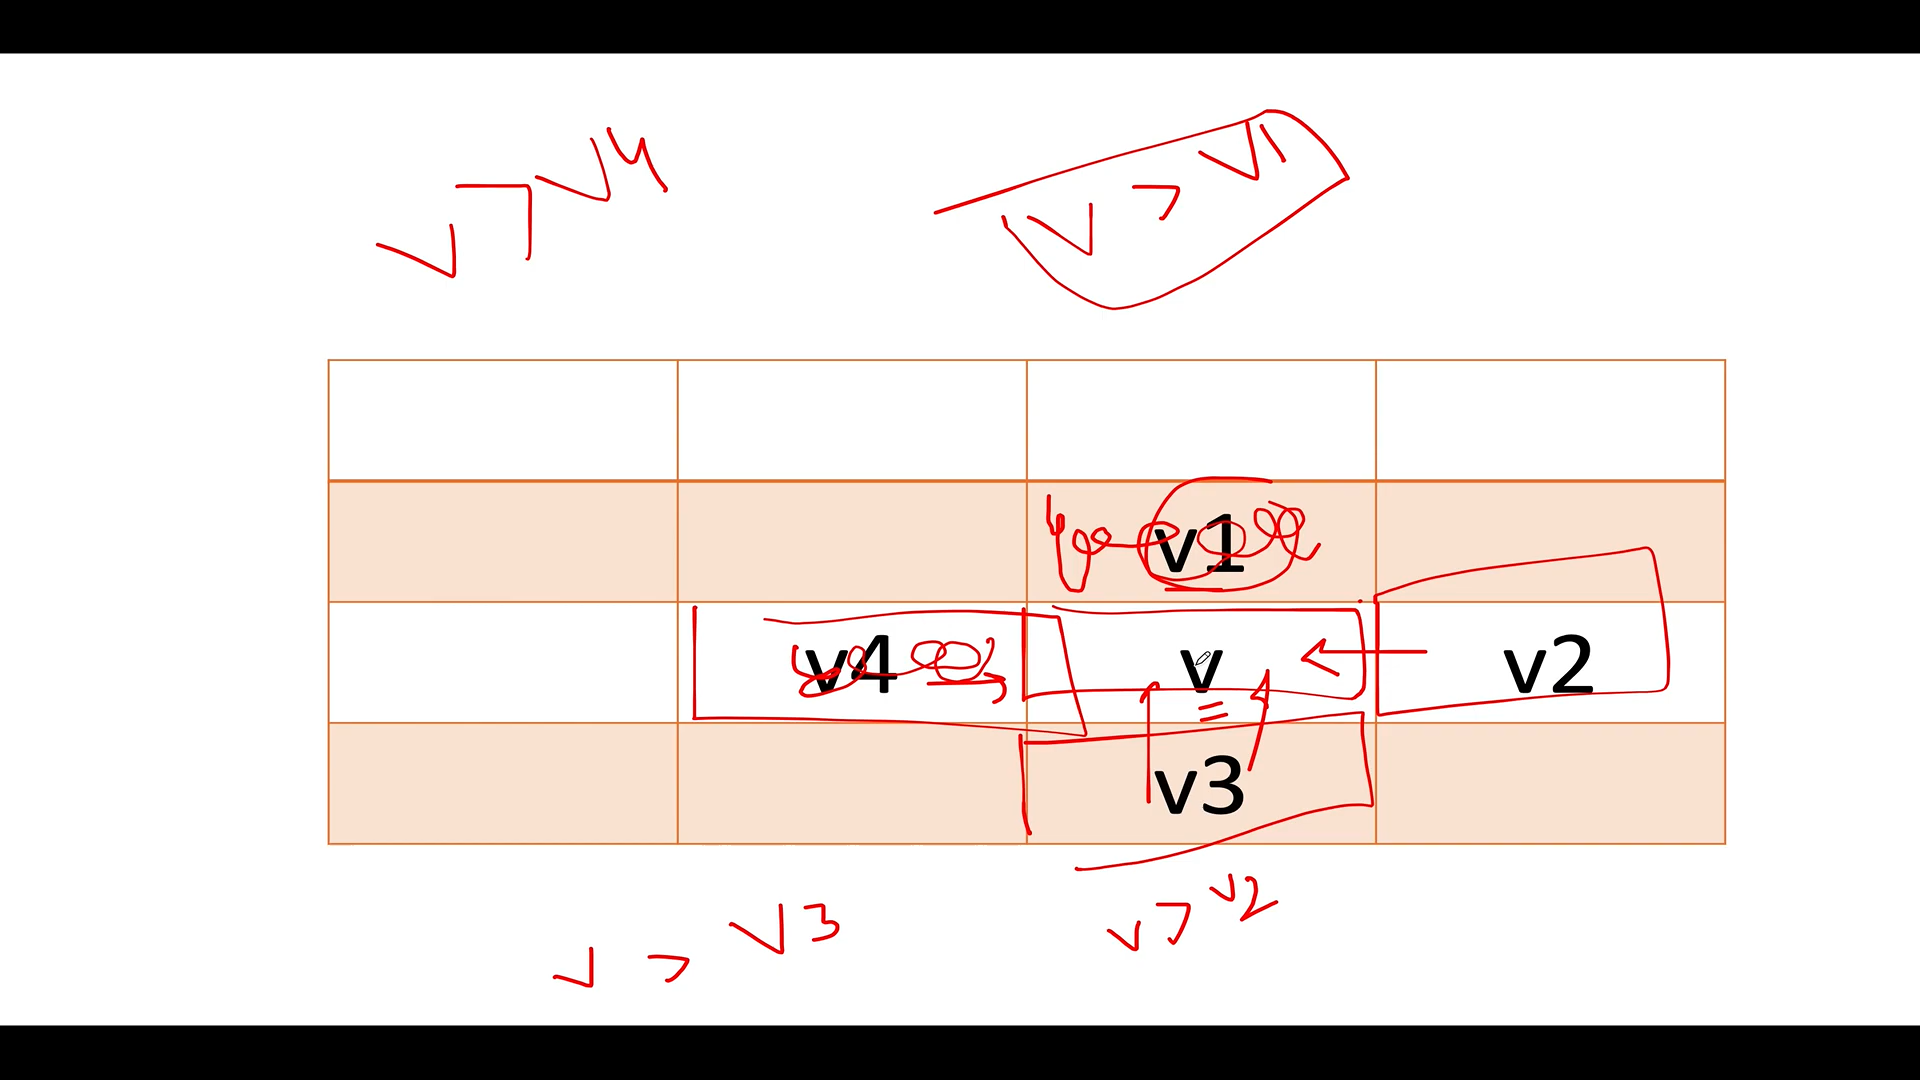 v > v4
v > v1
v1
v4 v v2
v3
v > v3
v > v2